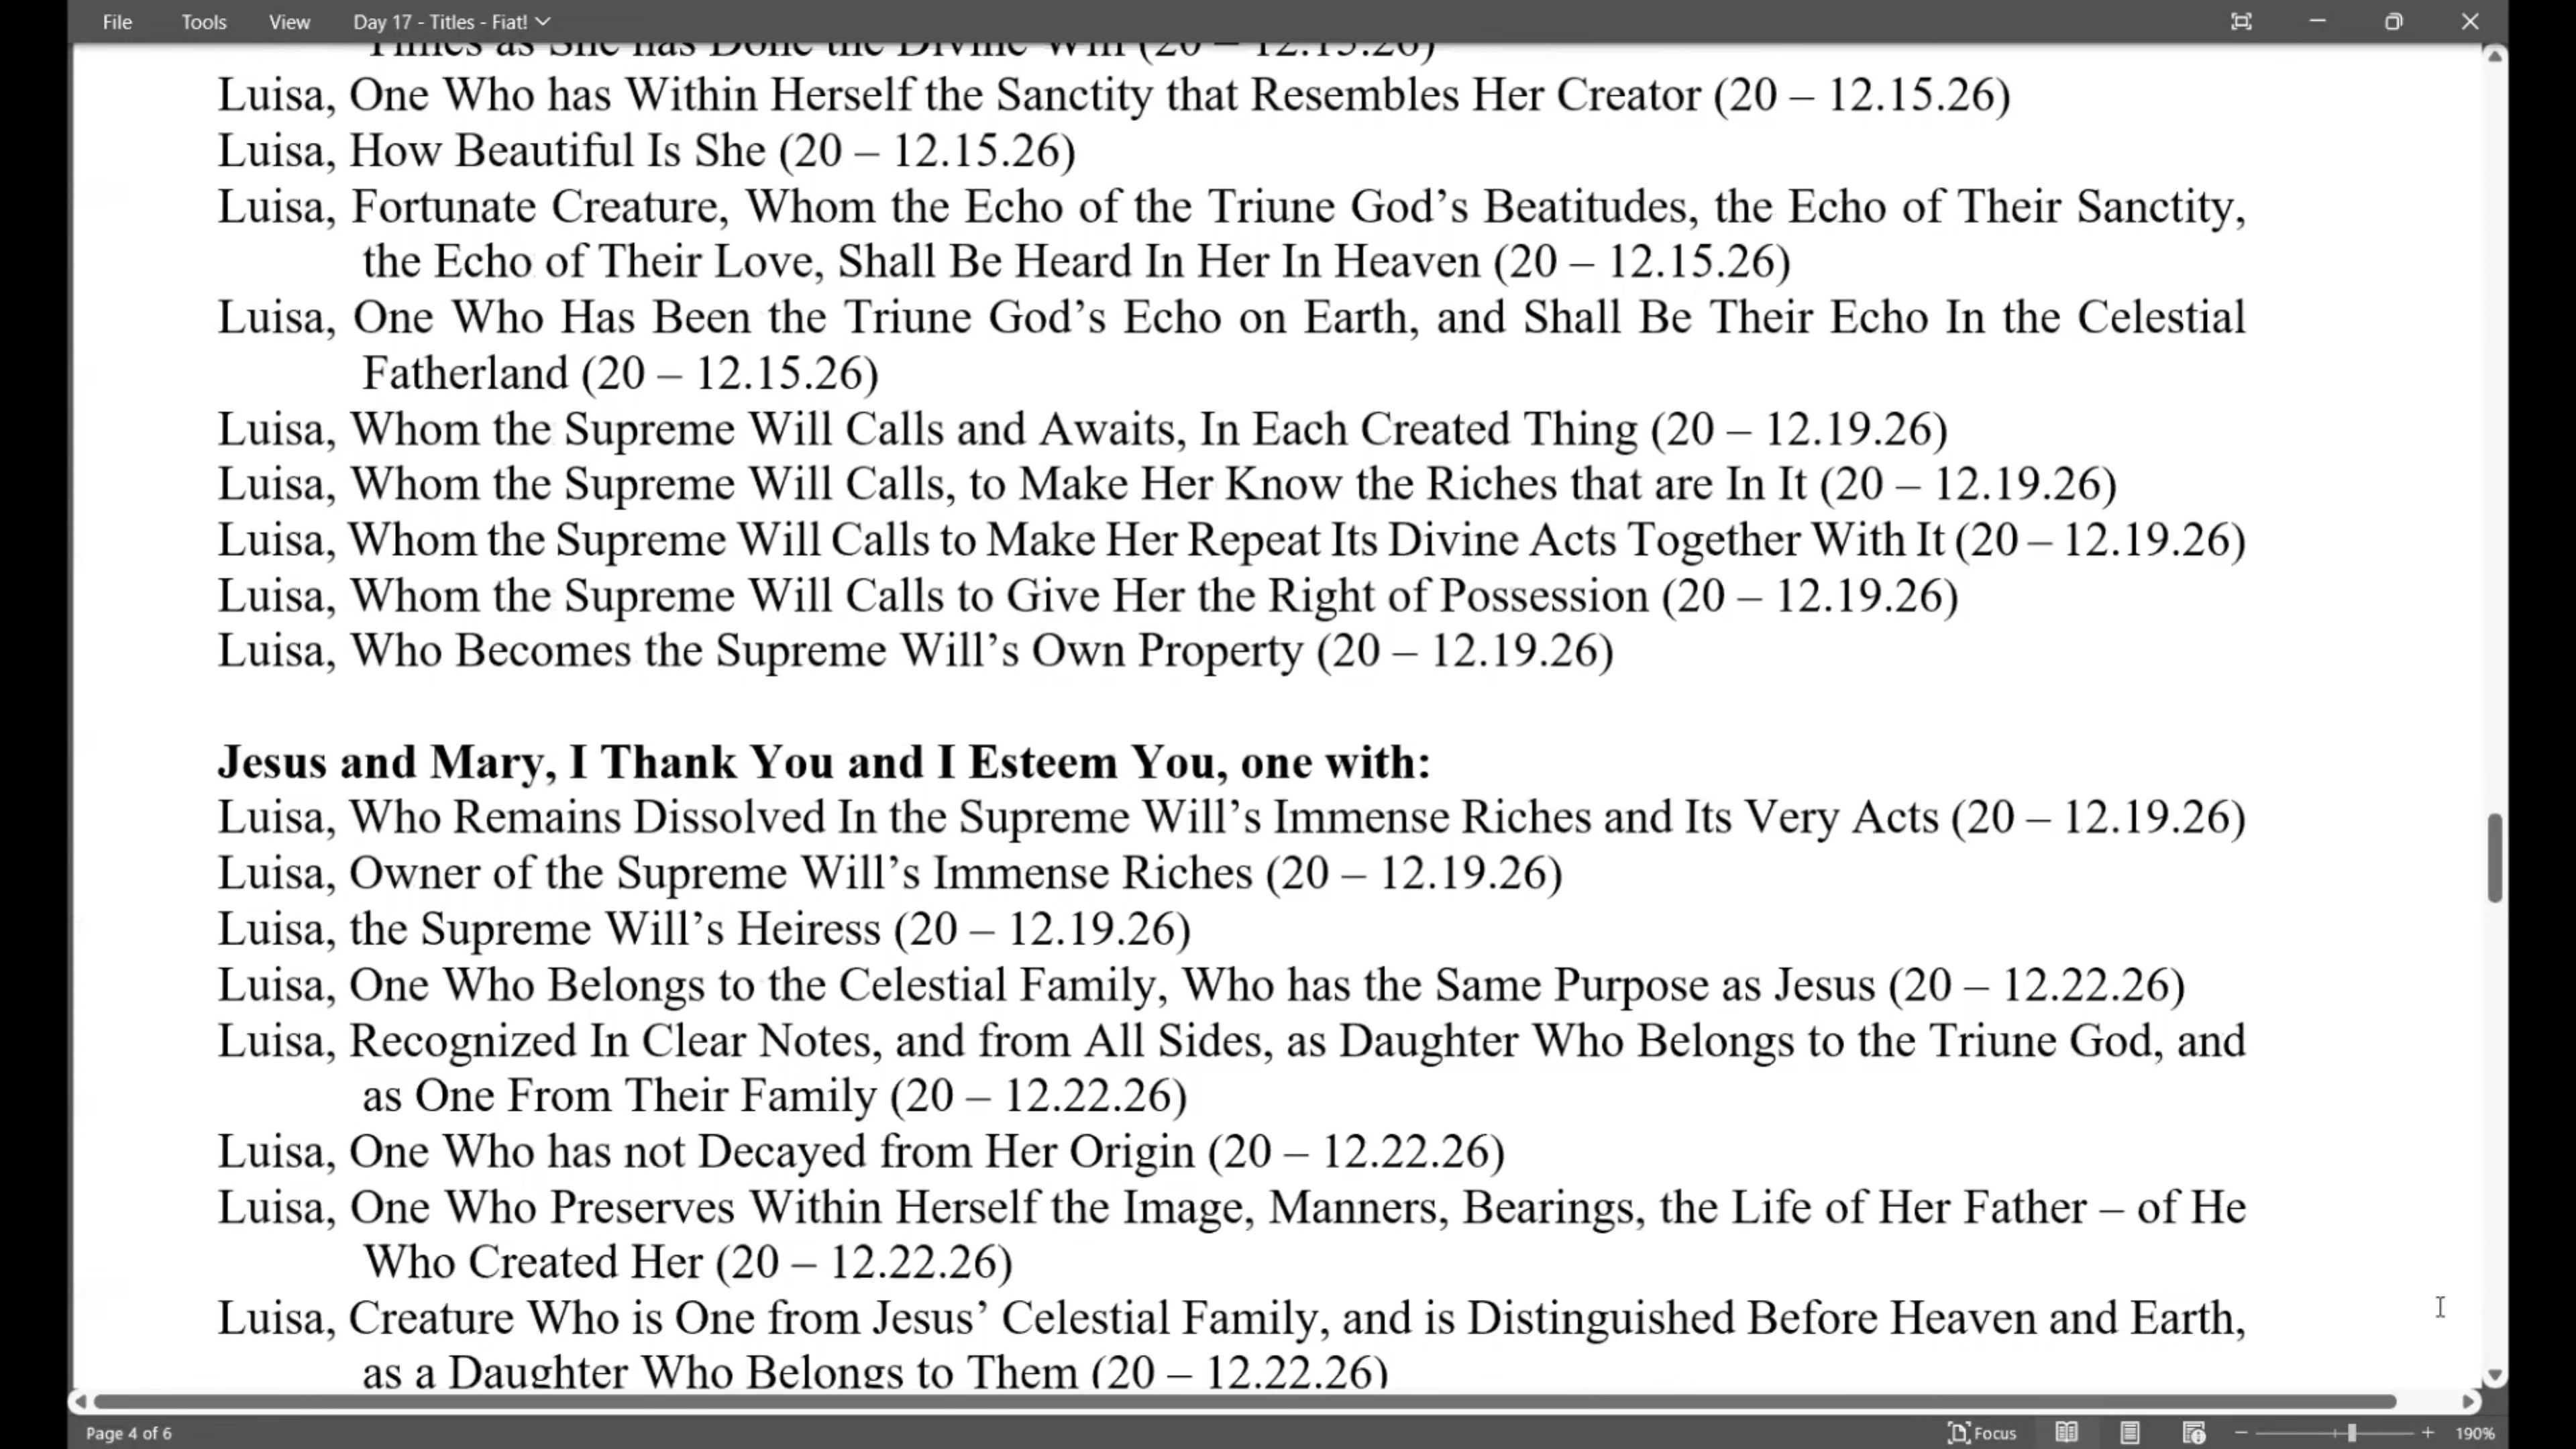 File Tools View Day 17 - Titles - Fiat!
Times as She has Done the Divine Will (20 – 12.15.26)
Luisa, One Who has Within Herself the Sanctity that Resembles Her Creator (20 – 12.15.26)
Luisa, How Beautiful Is She (20 – 12.15.26)
Luisa, Fortunate Creature, Whom the Echo of the Triune God’s Beatitudes, the Echo of Their Sanctity,
the Echo of Their Love, Shall Be Heard In Her In Heaven (20 – 12.15.26)
Luisa, One Who Has Been the Triune God’s Echo on Earth, and Shall Be Their Echo In the Celestial
Fatherland (20 – 12.15.26)
Luisa, Whom the Supreme Will Calls and Awaits, In Each Created Thing (20 – 12.19.26)
Luisa, Whom the Supreme Will Calls, to Make Her Know the Riches that are In It (20 – 12.19.26)
Luisa, Whom the Supreme Will Calls to Make Her Repeat Its Divine Acts Together With It (20 – 12.19.26)
Luisa, Whom the Supreme Will Calls to Give Her the Right of Possession (20 – 12.19.26)
Luisa, Who Becomes the Supreme Will’s Own Property (20 – 12.19.26)
Jesus and Mary, I Thank You and I Esteem You, one with:
Luisa, Who Remains Dissolved In the Supreme Will’s Immense Riches and Its Very Acts (20 – 12.19.26)
Luisa, Owner of the Supreme Will’s Immense Riches (20 – 12.19.26)
Luisa, the Supreme Will’s Heiress (20 – 12.19.26)
Luisa, One Who Belongs to the Celestial Family, Who has the Same Purpose as Jesus (20 – 12.22.26)
Luisa, Recognized In Clear Notes, and from All Sides, as Daughter Who Belongs to the Triune God, and
as One From Their Family (20 – 12.22.26)
Luisa, One Who has not Decayed from Her Origin (20 – 12.22.26)
Luisa, One Who Preserves Within Herself the Image, Manners, Bearings, the Life of Her Father – of He
Who Created Her (20 – 12.22.26)
Luisa, Creature Who is One from Jesus’ Celestial Family, and is Distinguished Before Heaven and Earth,
as a Daughter Who Belongs to Them (20 – 12.22.26)
Page 4 of 6 Focus 190%